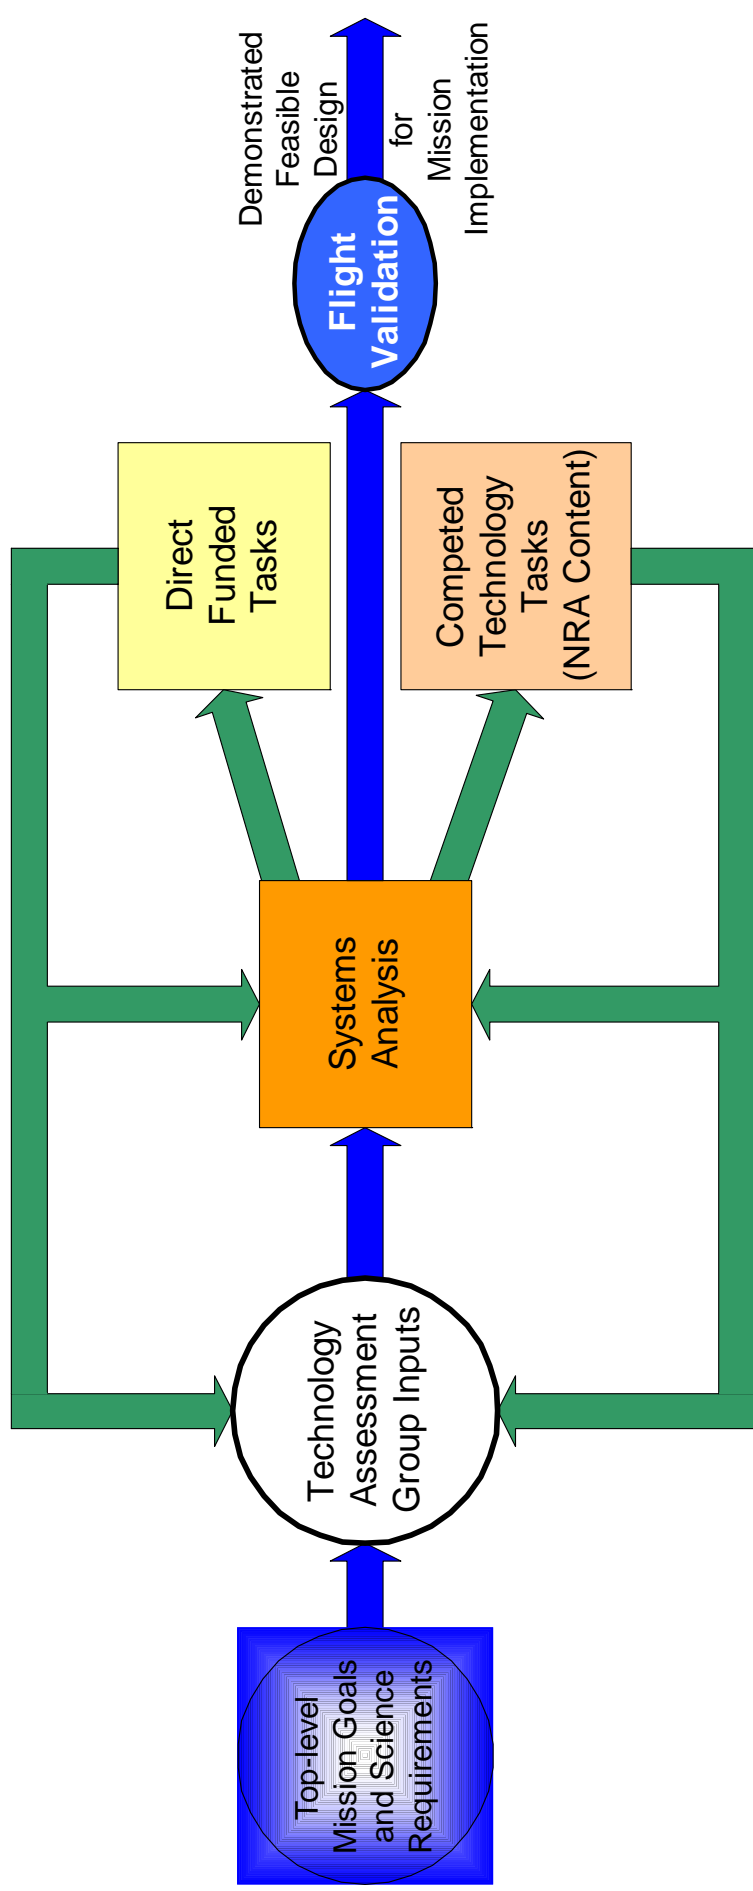 Top-level
Mission Goals
and Science
Requirements
Technology
Assessment
Group Inputs
Systems
Analysis
Direct
Funded
Tasks
Competed
Technology
Tasks
(NRA Content)
Flight
Validation
Demonstrated
Feasible
Design
for
Mission
Implementation